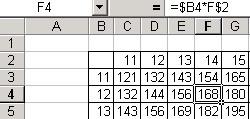 F4 = =$B4*F$2
A B C D E F G
1
2 11 12 13 14 15
3 11 121 132 143 154 165
4 12 132 144 156 168 180
5 13 143 156 169 182 195